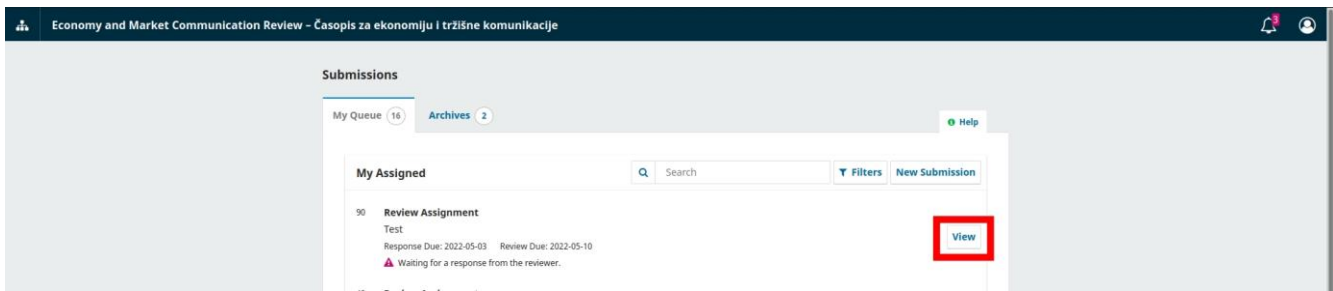 Economy and Market Communication Review – Časopis za ekonomiju i tržišne komunikacije
3
Submissions
My Queue 16 Archives 2
Help
My Assigned Search Filters New Submission
90 Review Assignment
Test
View
Response Due: 2022-05-03 Review Due: 2022-05-10
Waiting for a response from the reviewer.